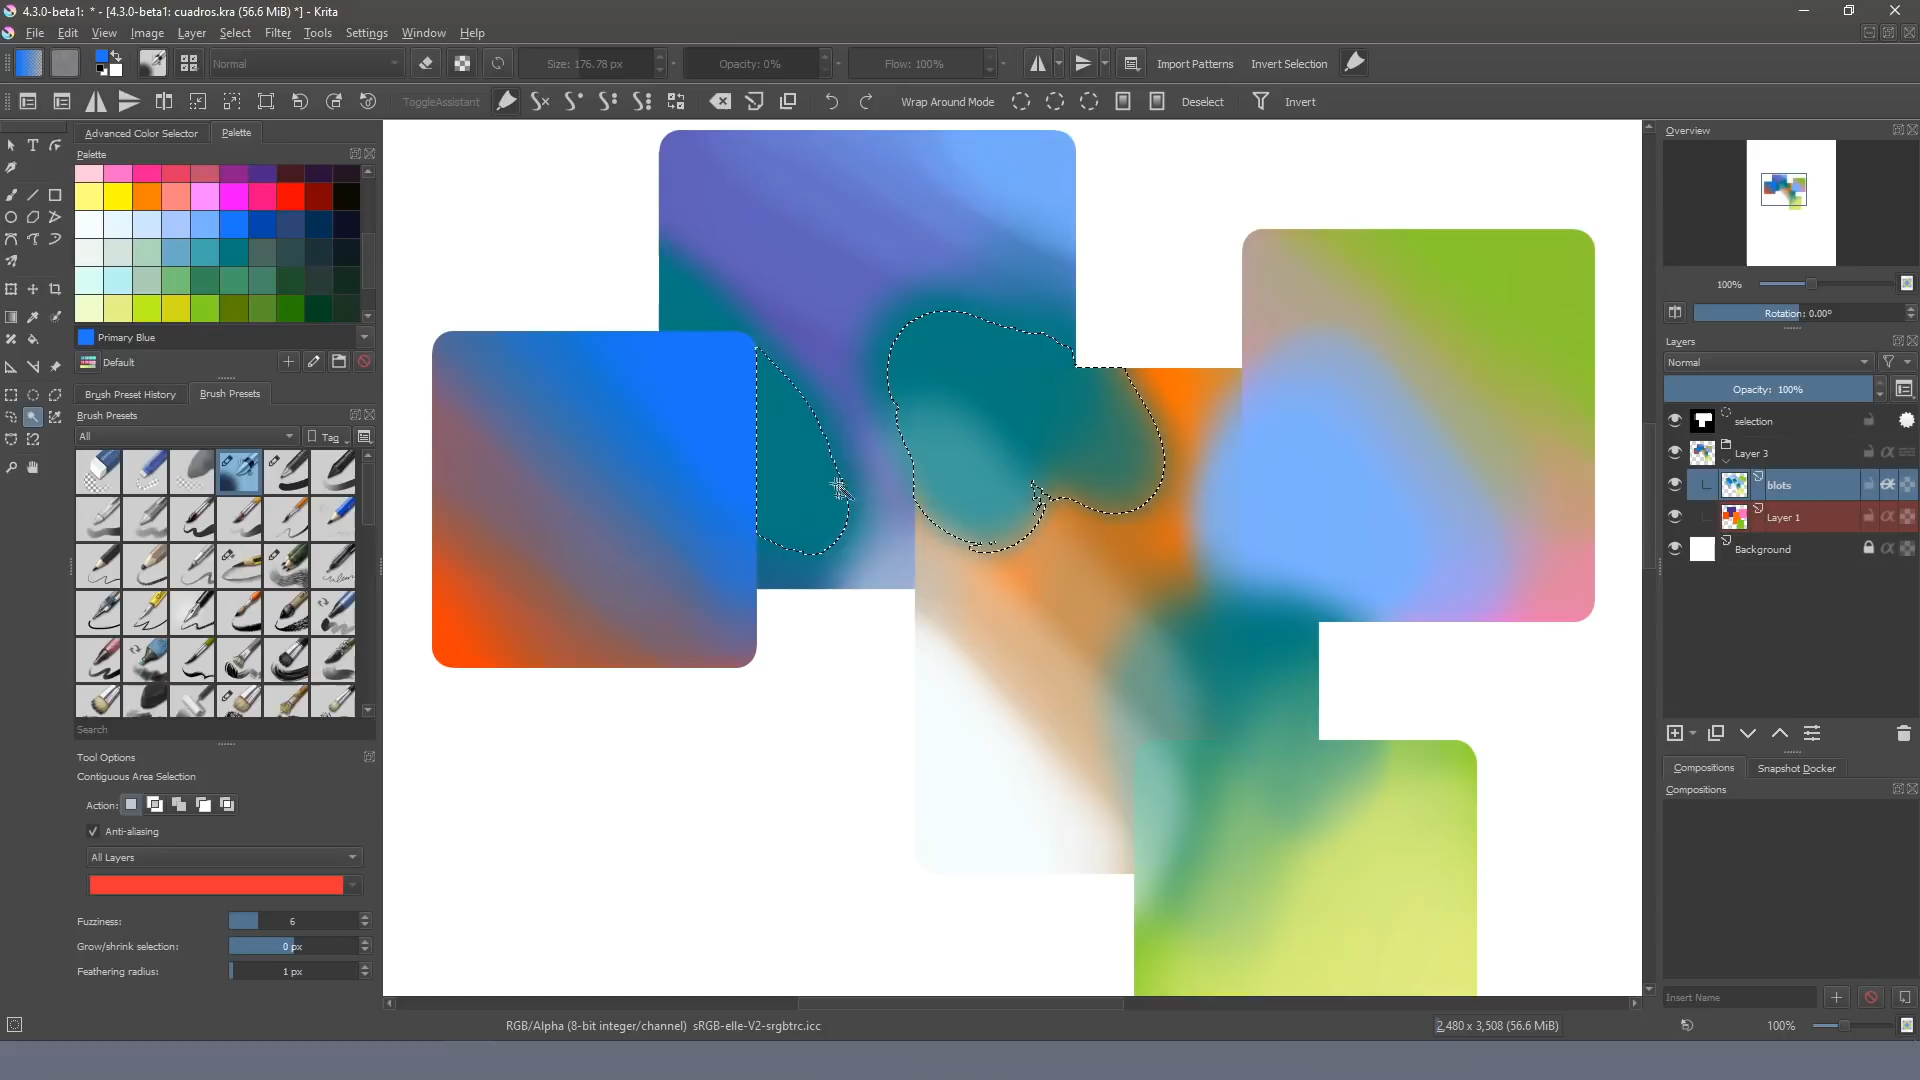 4.3.0-beta1:  * - [4.3.0-beta1: cuadros.kra (56.6 MiB) *] - Krita
File Edit View Image Layer Select Filter Tools Settings Window Help
Normal Size: 176.78 px Opacity: 0% Flow: 100% Import Patterns Invert Selection
ToggleAssistant Wrap Around Mode Deselect Invert
Advanced Color Selector Palette
Palette
Primary Blue
Default
Brush Preset History Brush Presets
Brush Presets
All Tag
Search
Tool Options
Contiguous Area Selection
Action:
Anti-aliasing
All Layers
Fuzziness: 6
Grow/shrink selection: 0 px
Feathering radius: 1 px
Overview
100%
Rotation: 0.00°
Layers
Normal
Opacity: 100%
selection
Layer 3
blots
Layer 1
Background
Compositions Snapshot Docker
Compositions
Insert Name
RGB/Alpha (8-bit integer/channel)  sRGB-elle-V2-srgbtrc.icc
2,480 x 3,508 (56.6 MiB)
100%